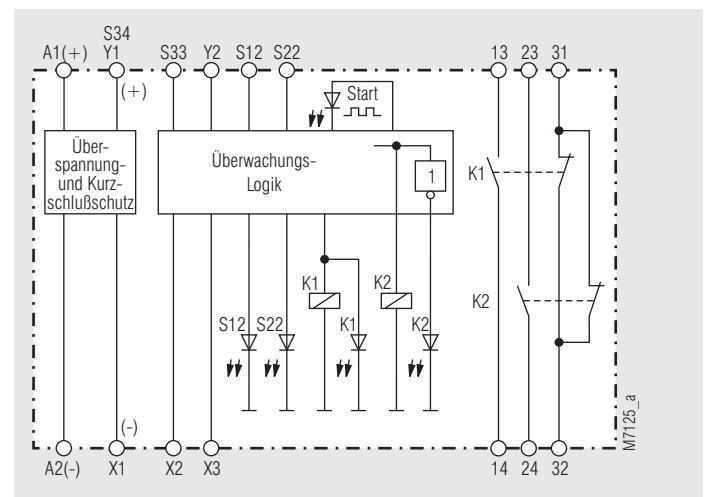 S34
A1(+) Y1 S33 Y2 S12 S22 13 23 31
(+)
Start
Über-
spannung-
und Kurz-
schlußschutz
Überwachungs-
Logik
1
K1
K1 K2
K2
S12 S22 K1 K2
(-)
M7125_a
A2(-) X1 X2 X3 14 24 32